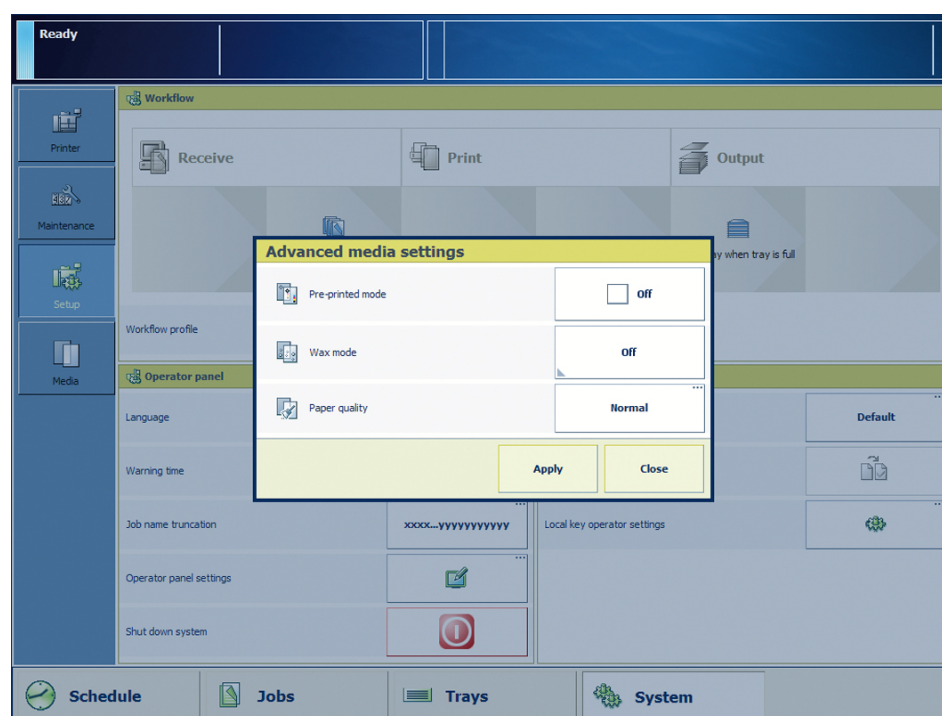 Ready
Workflow
Printer
Receive
Print
Output
Maintenance
ay when tray is full
Advanced media settings
Pre-printed mode
Off
Setup
Workflow profile
Wax mode
Off
Media
Operator panel
Paper quality
Normal
Language
Default
Warning time
Apply
Close
Job name truncation
xxxx...yyyyyyyyyyy
Local key operator settings
Operator panel settings
Shut down system
Schedule
Jobs
Trays
System